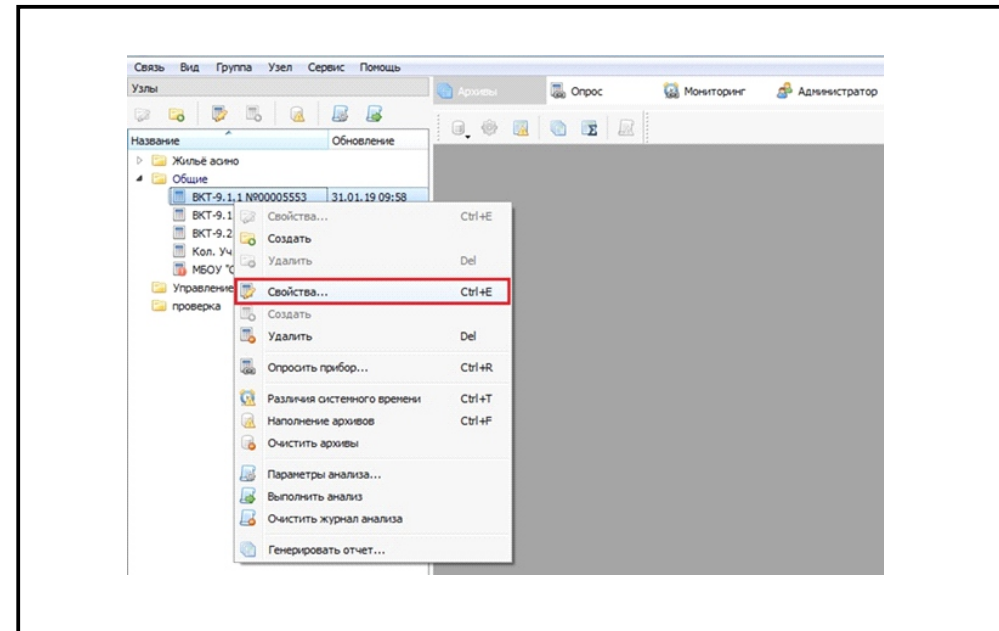 Связь Вид Группа Узел Сервис Помощь
Узлы
Архивы Опрос Мониторинг Администратор
Название Обновление
Жильё асино
Общие
ВКТ-9.1.1 №00005553 31.01.19 09:58
ВКТ-9.1
ВКТ-9.2
Кол. Уч
МБОУ "С
Управление
проверка
Свойства... Ctrl+E
Создать
Удалить Del
Свойства... Ctrl+E
Создать
Удалить Del
Опросить прибор... Ctrl+R
Различия системного времени Ctrl+T
Наполнение архивов Ctrl+F
Очистить архивы
Параметры анализа...
Выполнить анализ
Очистить журнал анализа
Генерировать отчет...